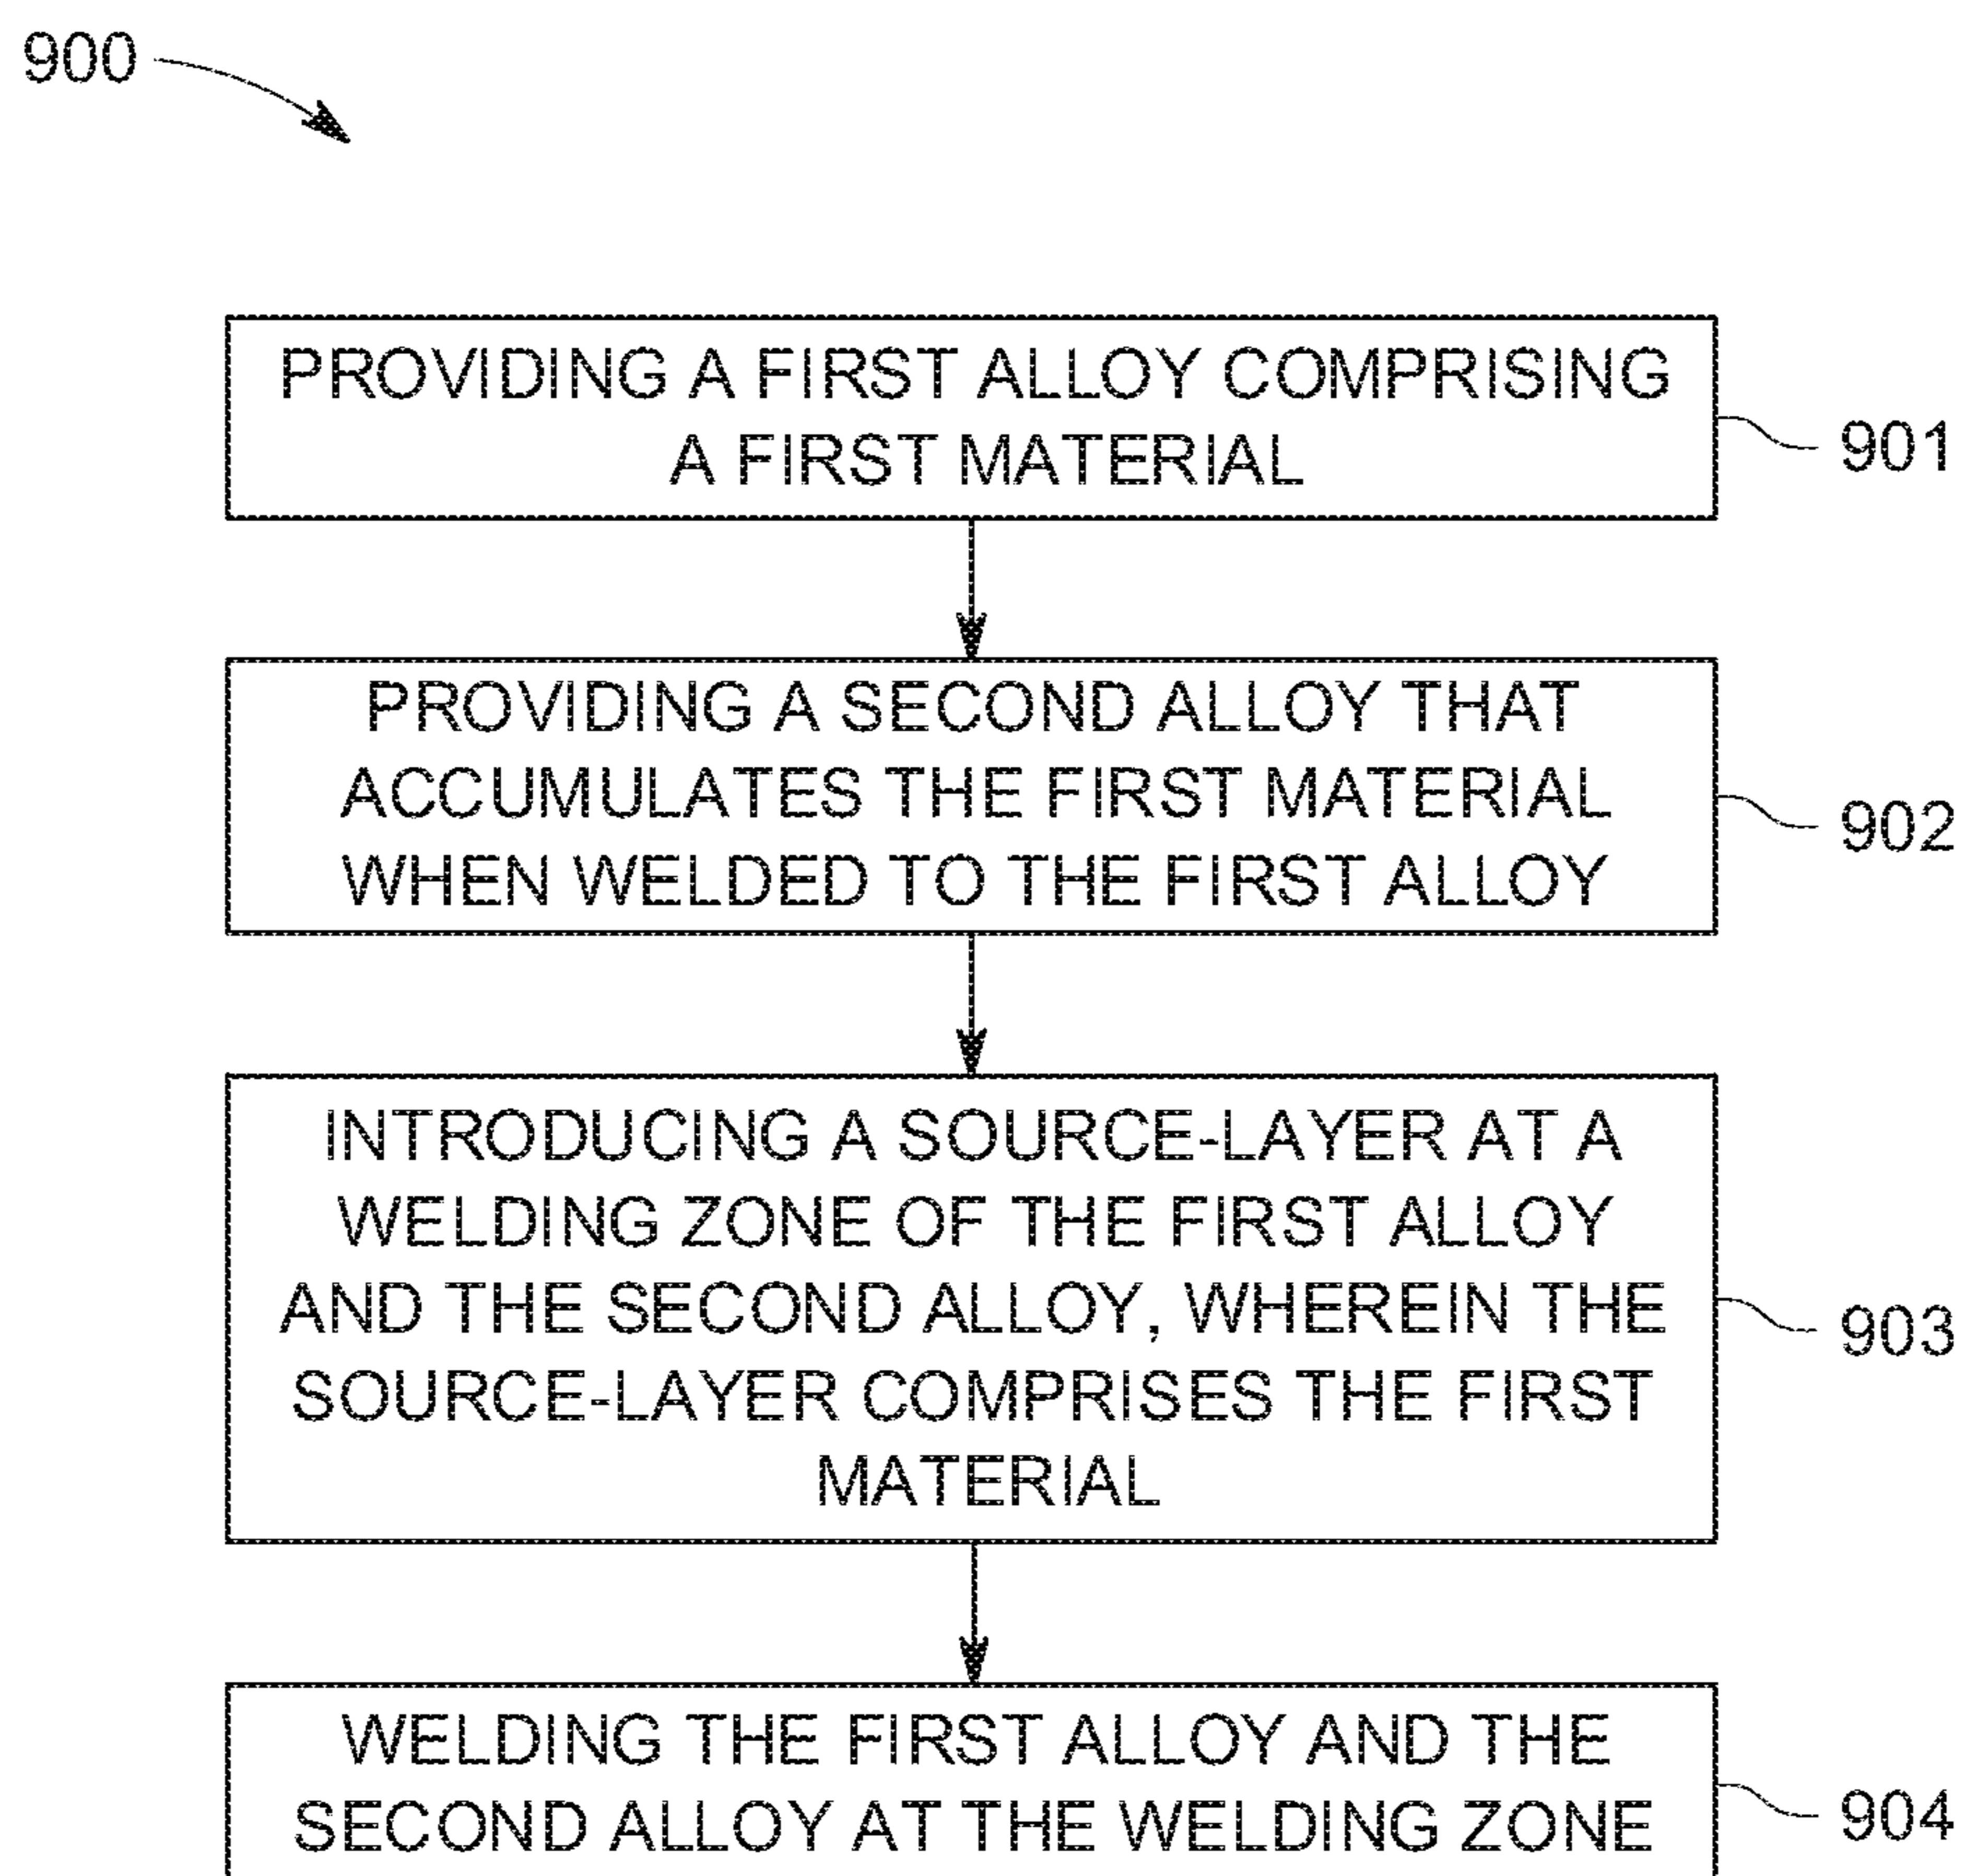 900
PROVIDING A FIRST ALLOY COMPRISING
A FIRST MATERIAL
901
PROVIDING A SECOND ALLOY THAT
ACCUMULATES THE FIRST MATERIAL
WHEN WELDED TO THE FIRST ALLOY
902
INTRODUCING A SOURCE-LAYER AT A
WELDING ZONE OF THE FIRST ALLOY
AND THE SECOND ALLOY, WHEREIN THE
SOURCE-LAYER COMPRISES THE FIRST
MATERIAL
903
WELDING THE FIRST ALLOY AND THE
SECOND ALLOY AT THE WELDING ZONE
904